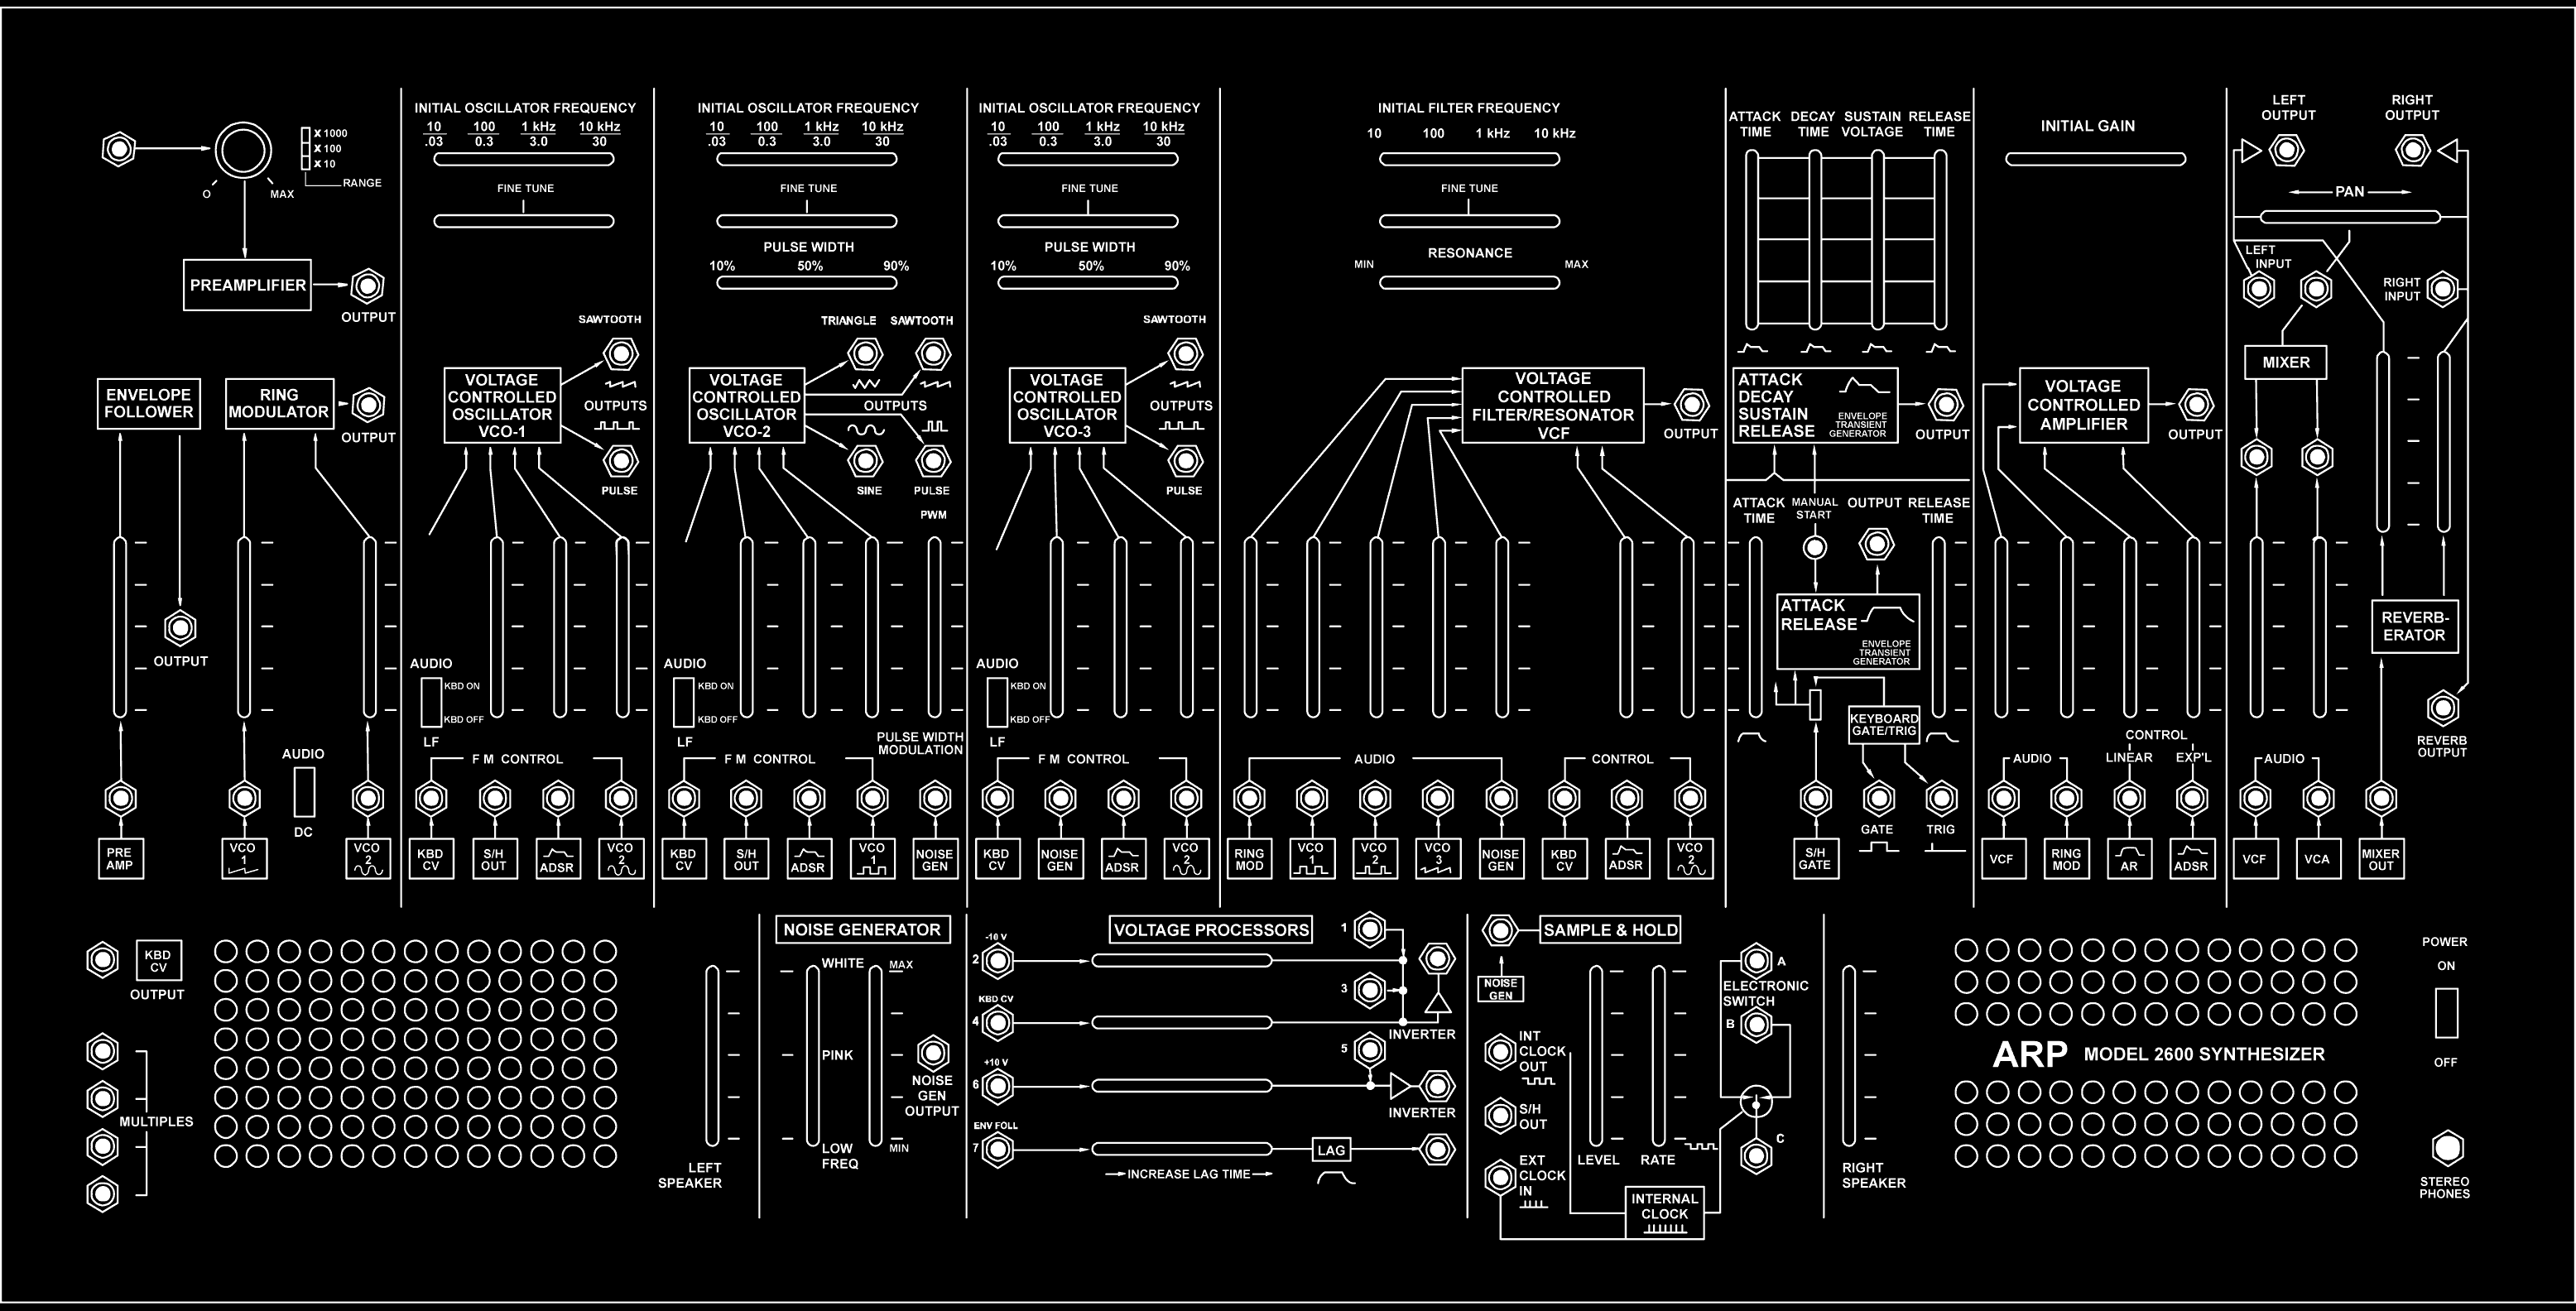 x 1000
x 100
x 10
RANGE
O
MAX
PREAMPLIFIER
OUTPUT
ENVELOPE
FOLLOWER
RING
MODULATOR
OUTPUT
OUTPUT
AUDIO
DC
PRE
AMP
VCO
1
VCO
2
INITIAL OSCILLATOR FREQUENCY
10 100 1 kHz 10 kHz
.03 0.3 3.0 30
FINE TUNE
SAWTOOTH
VOLTAGE
CONTROLLED
OSCILLATOR
VCO-1
OUTPUTS
PULSE
AUDIO
KBD ON
KBD OFF
LF
F M CONTROL
KBD
CV
S/H
OUT
ADSR
VCO
2
INITIAL OSCILLATOR FREQUENCY
10 100 1 kHz 10 kHz
.03 0.3 3.0 30
FINE TUNE
PULSE WIDTH
10% 50% 90%
TRIANGLE SAWTOOTH
VOLTAGE
CONTROLLED
OSCILLATOR
VCO-2
OUTPUTS
SINE PULSE
PWM
AUDIO
KBD ON
KBD OFF
LF
PULSE WIDTH
MODULATION
F M CONTROL
KBD
CV
S/H
OUT
ADSR
VCO
1
NOISE
GEN
INITIAL OSCILLATOR FREQUENCY
10 100 1 kHz 10 kHz
.03 0.3 3.0 30
FINE TUNE
PULSE WIDTH
10% 50% 90%
SAWTOOTH
VOLTAGE
CONTROLLED
OSCILLATOR
VCO-3
OUTPUTS
PULSE
AUDIO
KBD ON
KBD OFF
LF
F M CONTROL
KBD
CV
NOISE
GEN
ADSR
VCO
2
INITIAL FILTER FREQUENCY
10 100 1 kHz 10 kHz
FINE TUNE
RESONANCE
MIN MAX
VOLTAGE
CONTROLLED
FILTER/RESONATOR
VCF
OUTPUT
AUDIO
CONTROL
RING
MOD
VCO
1
VCO
2
VCO
3
NOISE
GEN
KBD
CV
ADSR
VCO
2
ATTACK
TIME
DECAY
TIME
SUSTAIN
VOLTAGE
RELEASE
TIME
ATTACK
DECAY
SUSTAIN
RELEASE
ENVELOPE
TRANSIENT
GENERATOR
OUTPUT
ATTACK
TIME
MANUAL
START
OUTPUT
RELEASE
TIME
ATTACK
RELEASE
ENVELOPE
TRANSIENT
GENERATOR
KEYBOARD
GATE/TRIG
GATE
TRIG
S/H
GATE
INITIAL GAIN
VOLTAGE
CONTROLLED
AMPLIFIER
OUTPUT
CONTROL
AUDIO
LINEAR
EXP'L
VCF
RING
MOD
AR
ADSR
LEFT
OUTPUT
RIGHT
OUTPUT
PAN
LEFT
INPUT
RIGHT
INPUT
MIXER
REVERB-
ERATOR
REVERB
OUTPUT
AUDIO
VCF
VCA
MIXER
OUT
KBD
CV
OUTPUT
MULTIPLES
LEFT
SPEAKER
NOISE GENERATOR
WHITE
PINK
LOW
FREQ
MAX
MIN
NOISE
GEN
OUTPUT
VOLTAGE PROCESSORS
1
-10 V
2
3
KBD CV
4
INVERTER
5
+10 V
6
INVERTER
ENV FOLL
7
LAG
INCREASE LAG TIME
SAMPLE & HOLD
NOISE
GEN
INT
CLOCK
OUT
S/H
OUT
EXT
CLOCK
IN
LEVEL
RATE
INTERNAL
CLOCK
A
ELECTRONIC
SWITCH
B
C
RIGHT
SPEAKER
ARP MODEL 2600 SYNTHESIZER
POWER
ON
OFF
STEREO
PHONES